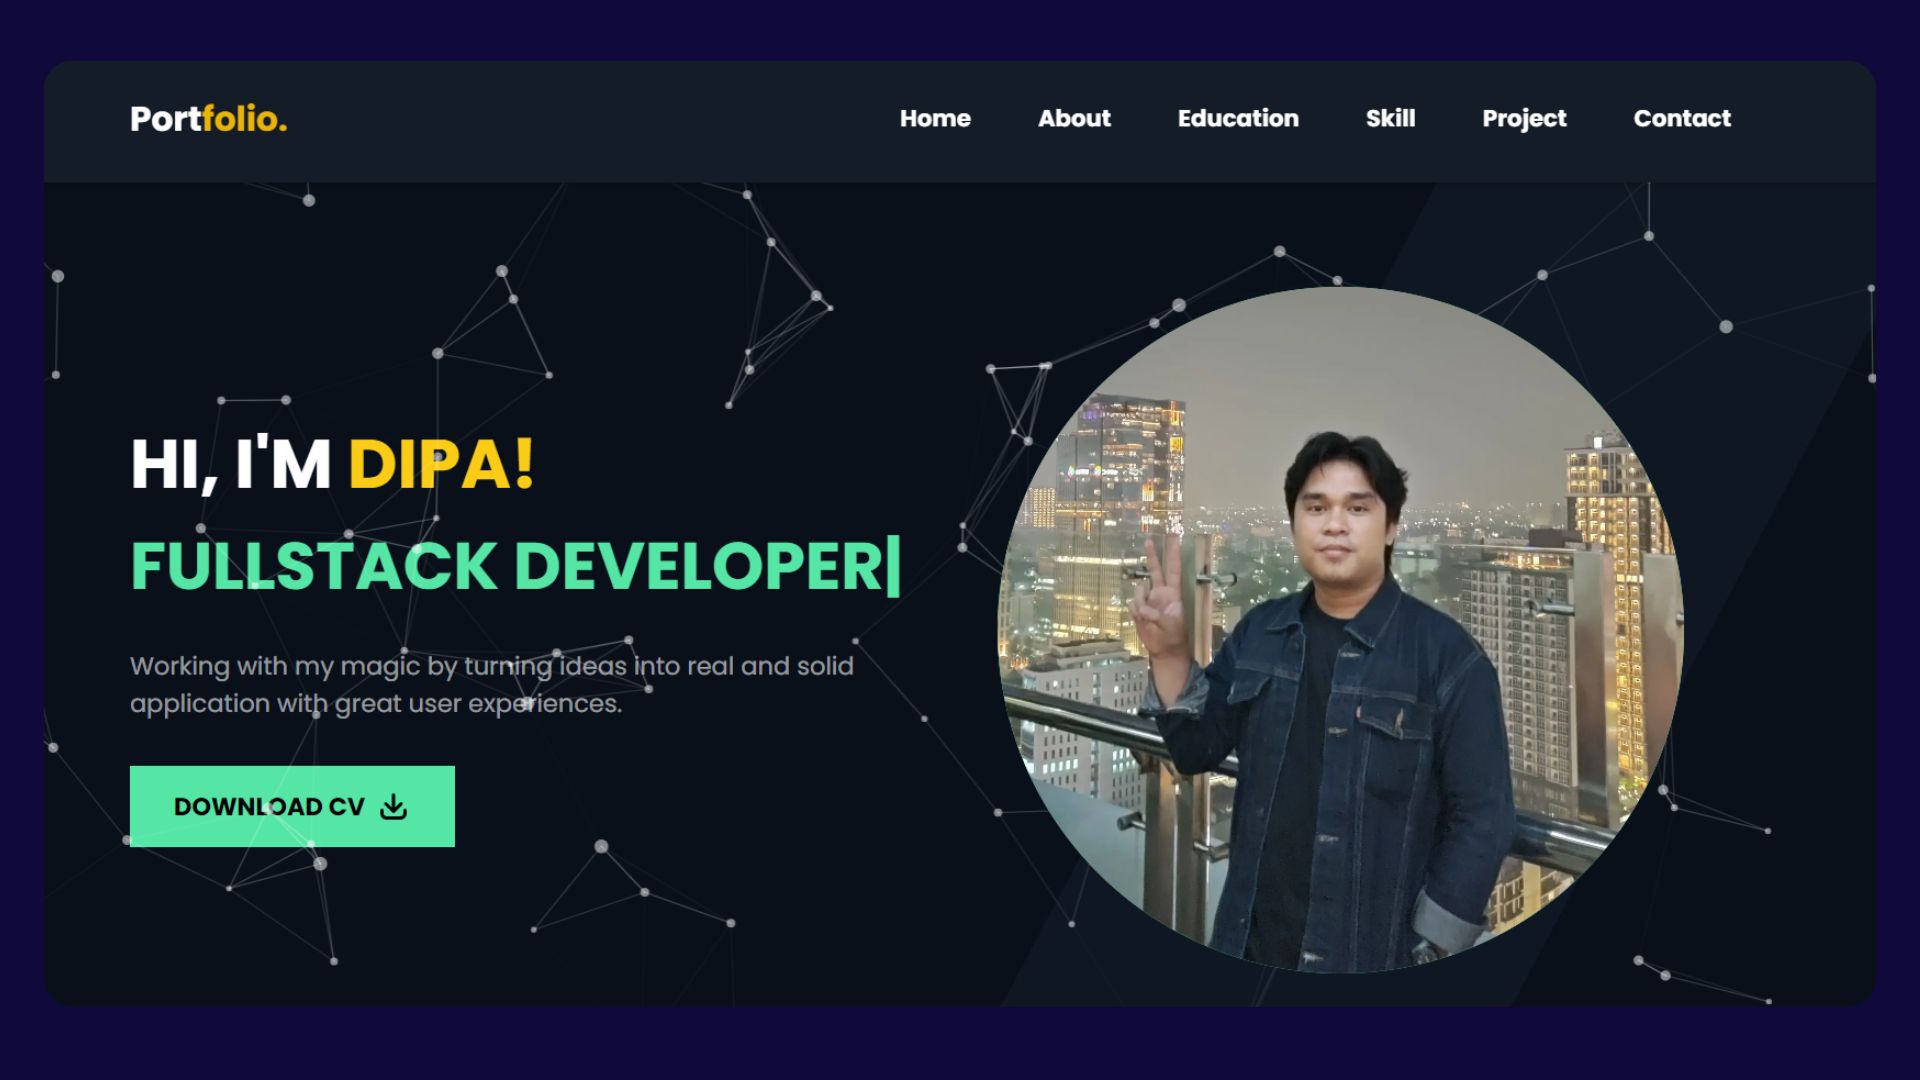 Portfolio.
Home About Education Skill Project Contact
HI, I'M DIPA!
FULLSTACK DEVELOPER|
Working with my magic by turning ideas into real and solid
application with great user experiences.
DOWNLOAD CV